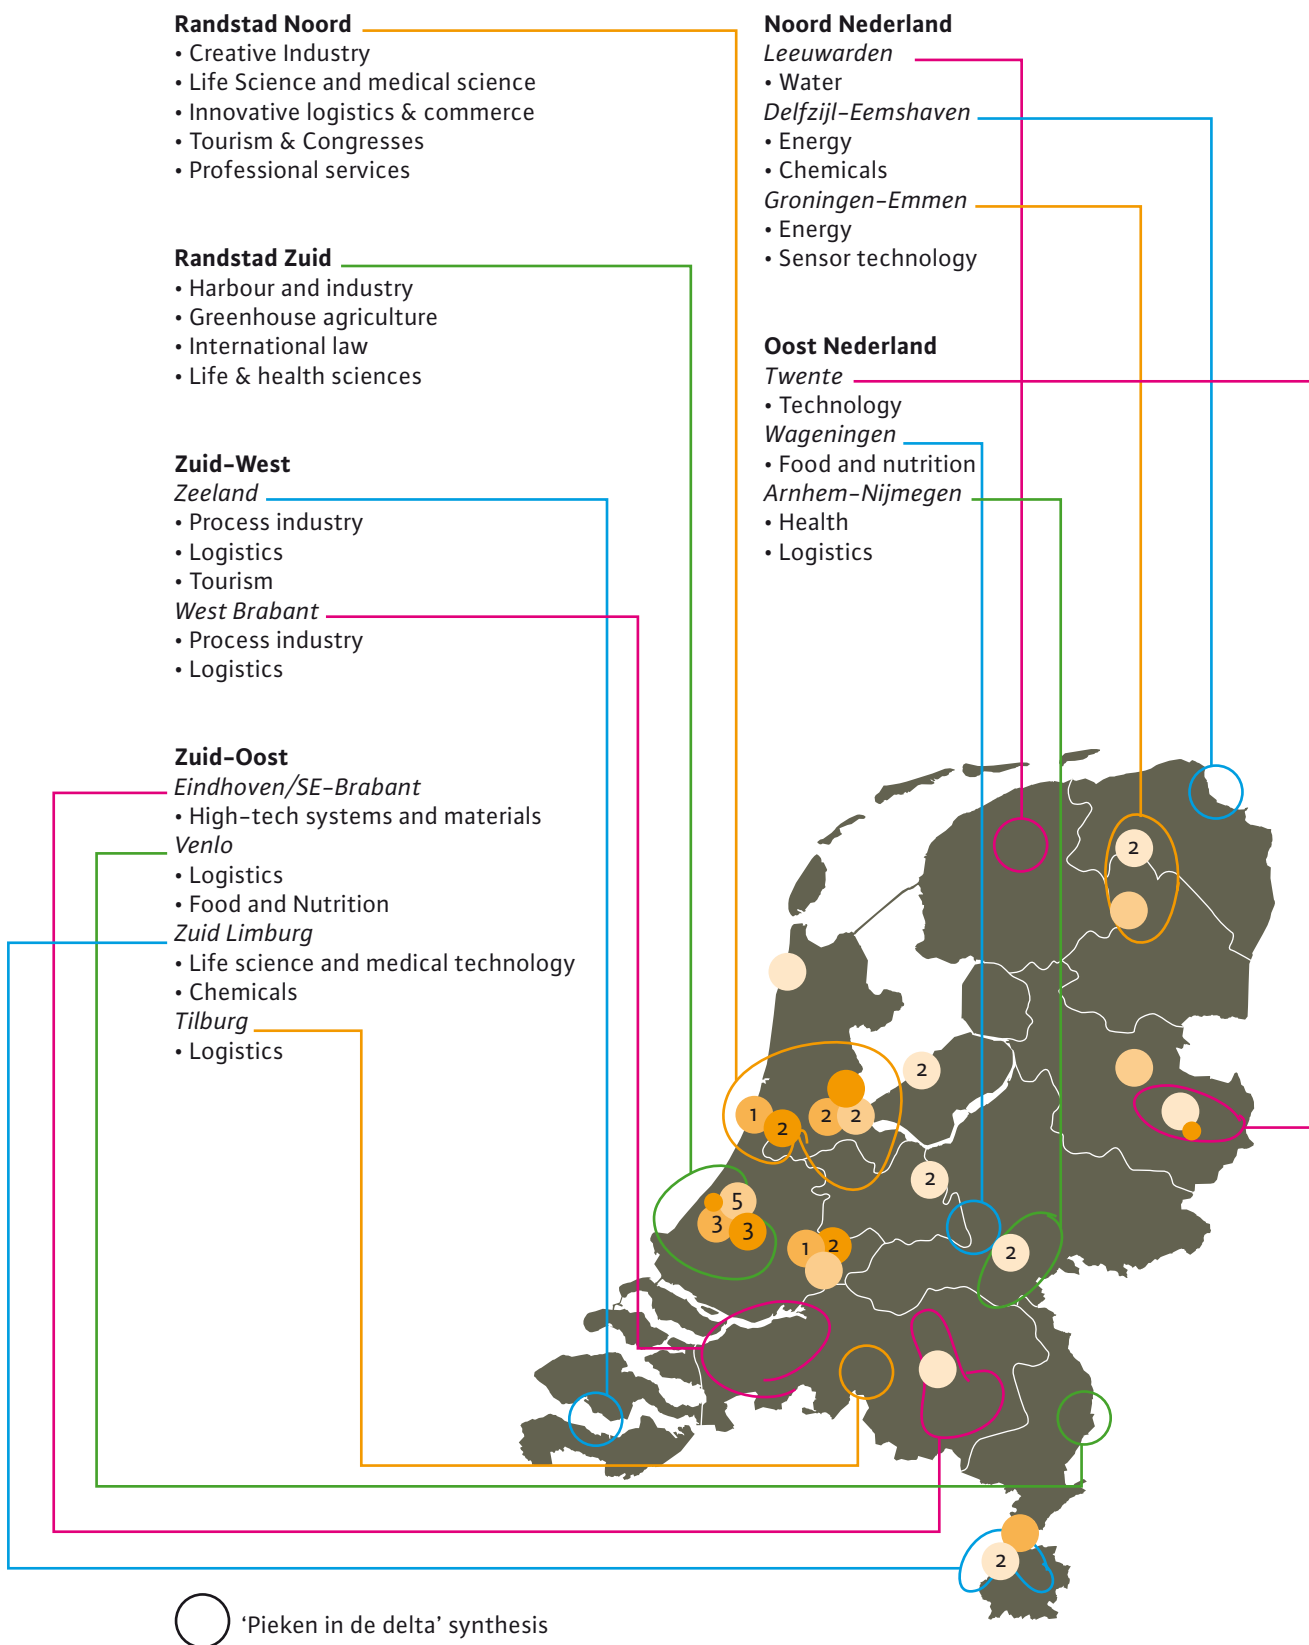 Randstad Noord
• Creative Industry
• Life Science and medical science
• Innovative logistics & commerce
• Tourism & Congresses
• Professional services
Randstad Zuid
• Harbour and industry
• Greenhouse agriculture
• International law
• Life & health sciences
Zuid-West
Zeeland
• Process industry
• Logistics
• Tourism
West Brabant
• Process industry
• Logistics
Zuid-Oost
Eindhoven/SE-Brabant
• High-tech systems and materials
Venlo
• Logistics
• Food and Nutrition
Zuid Limburg
• Life science and medical technology
• Chemicals
Tilburg
• Logistics
Noord Nederland
Leeuwarden
• Water
Delfzijl-Eemshaven
• Energy
• Chemicals
Groningen-Emmen
• Energy
• Sensor technology
Oost Nederland
Twente
• Technology
Wageningen
• Food and nutrition
Arnhem-Nijmegen
• Health
• Logistics
2
2
1
2
2
2
2
5
3
3
1
2
2
2
'Pieken in de delta' synthesis